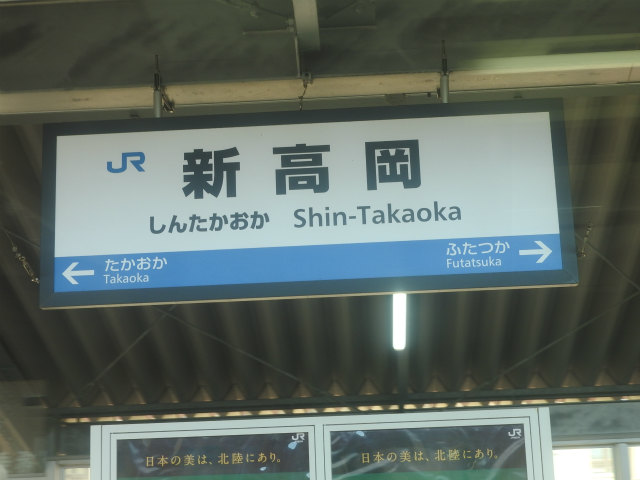 JR 新高岡
しんたかおか Shin-Takaoka
← たかおか
Takaoka
ふたつか →
Futatsuka
JR
日本の美は、北陸にあり。
JR
日本の美は、北陸にあり。